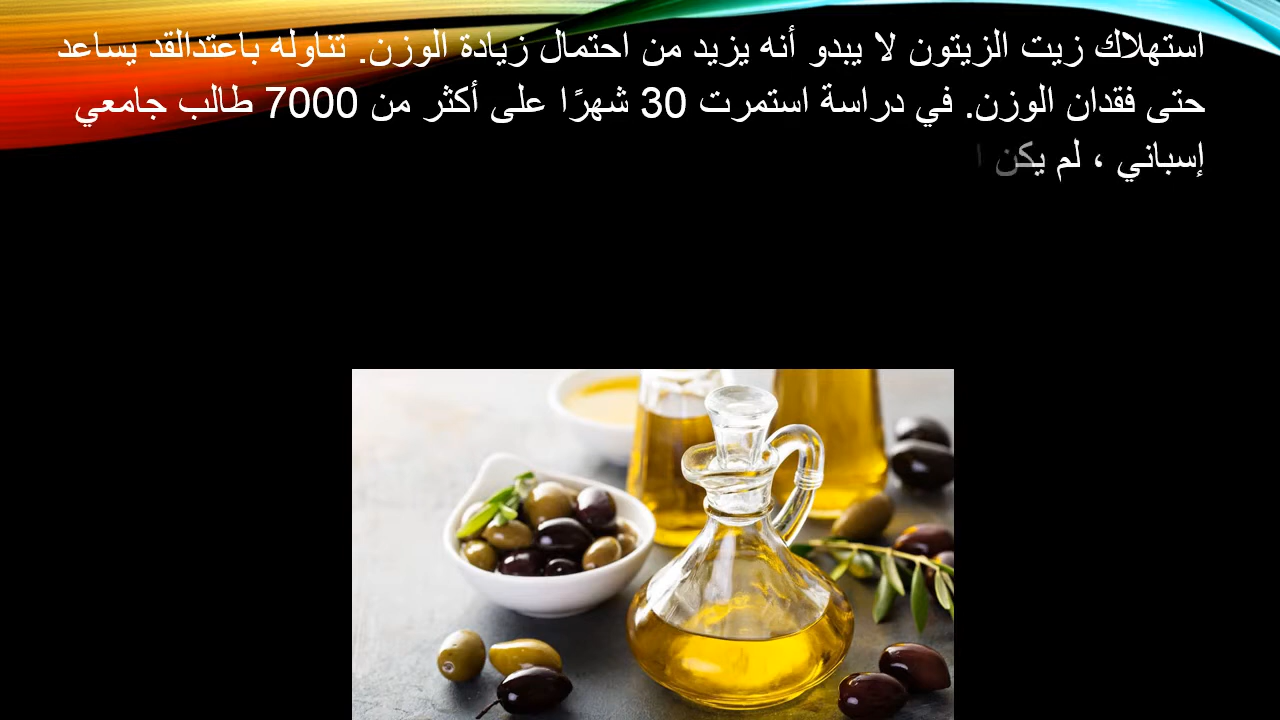 استهلاك زيت الزيتون لا يبدو أنه يزيد من احتمال زيادة الوزن. تناوله باعتدالقد يساعد
حتى فقدان الوزن. في دراسة استمرت 30 شهرًا على أكثر من 7000 طالب جامعي
إسباني ، لم يكن ا